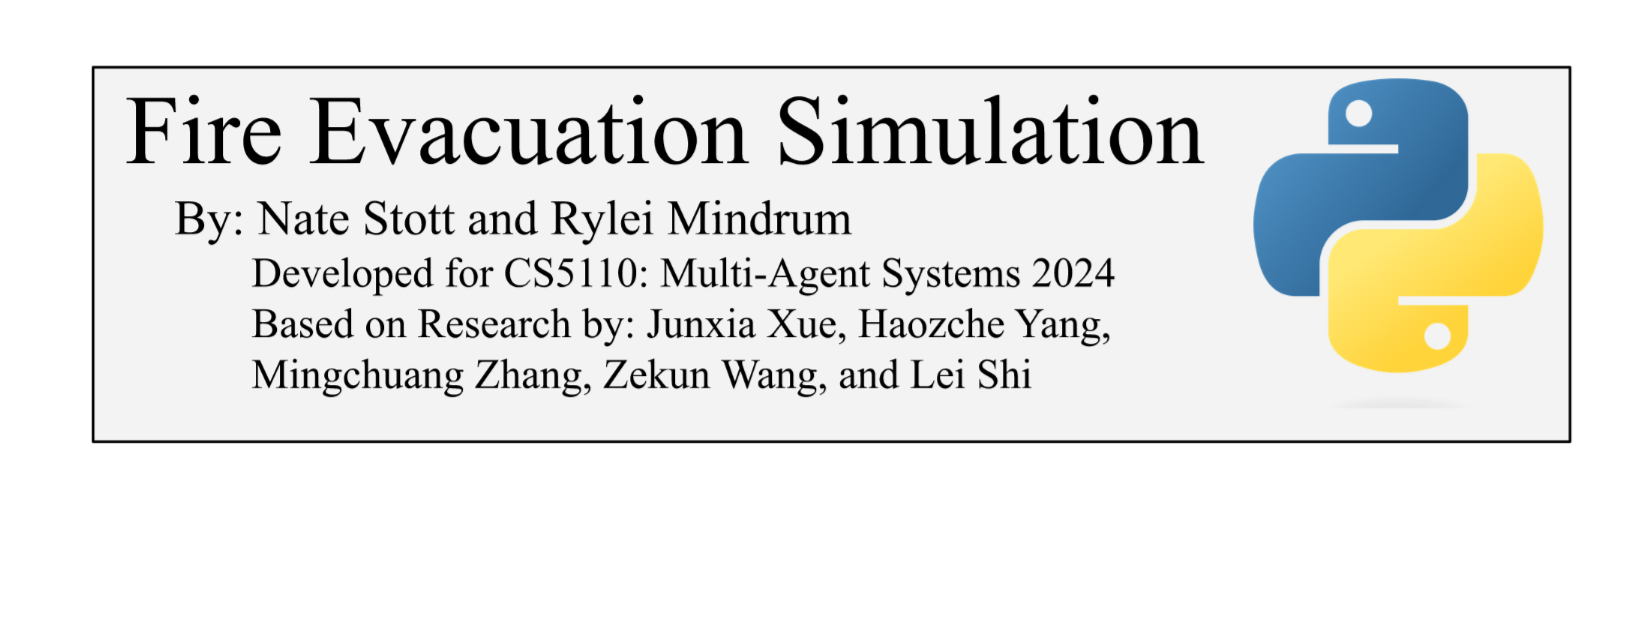 Fire Evacuation Simulation
By: Nate Stott and Rylei Mindrum
Developed for CS5110: Multi-Agent Systems 2024
Based on Research by: Junxia Xue, Haozche Yang,
Mingchuang Zhang, Zekun Wang, and Lei Shi